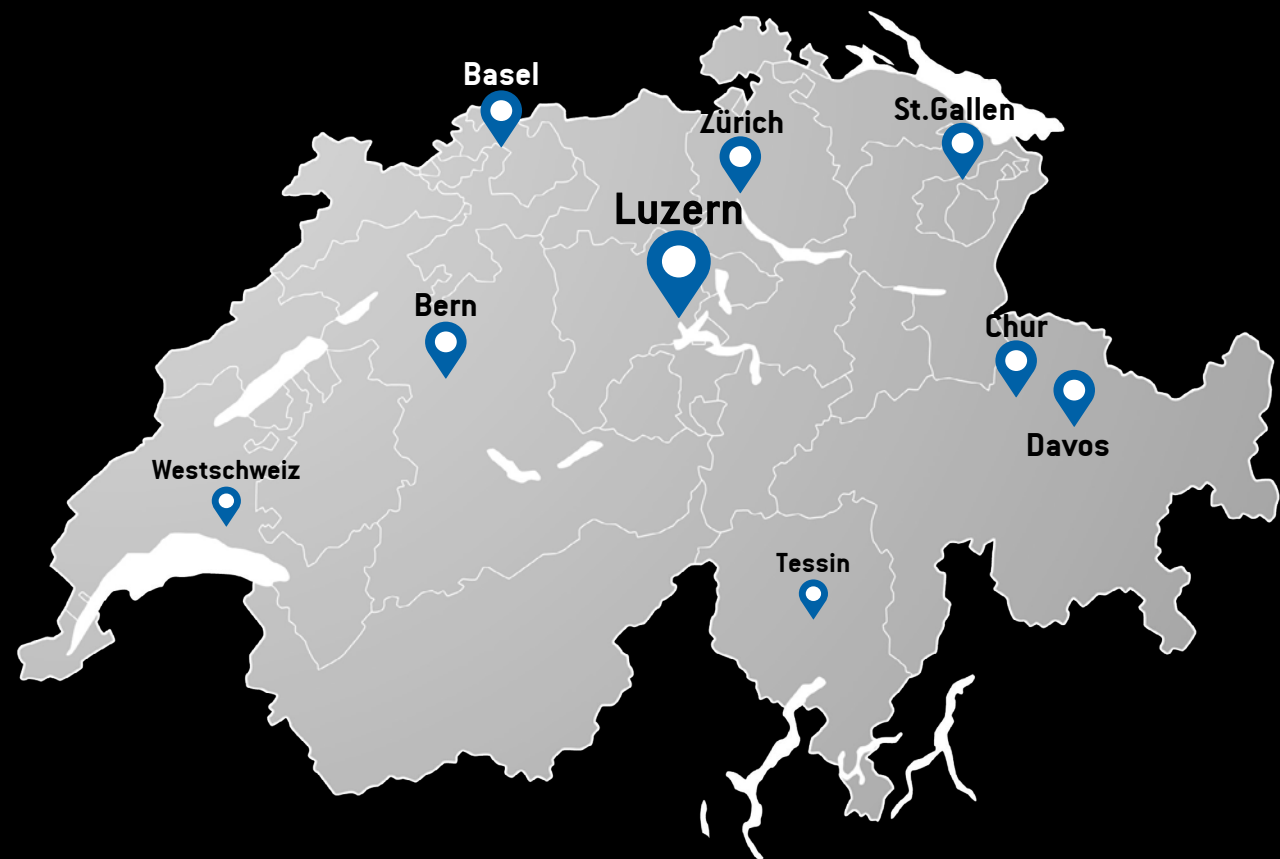 Basel
St.Gallen
Zürich
Luzern
Bern
Chur
Davos
Westschweiz
Tessin